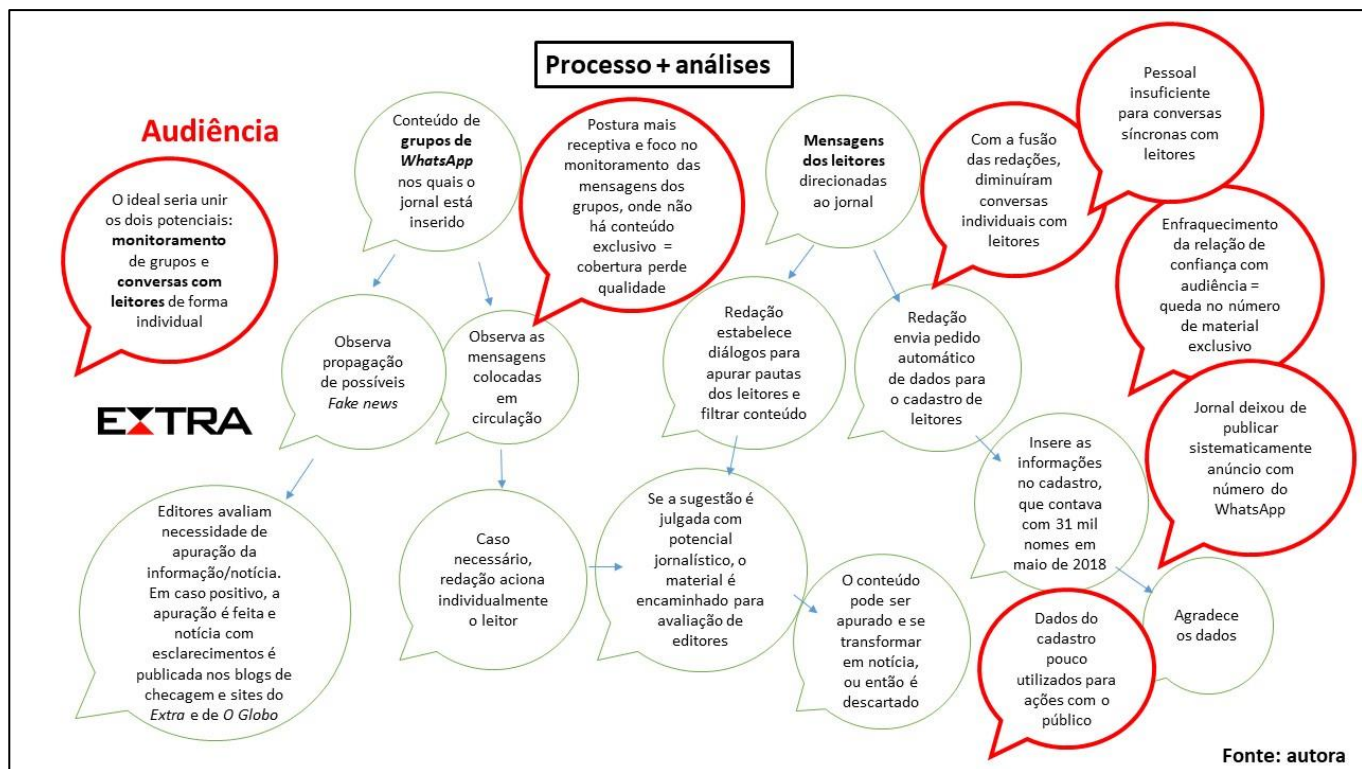 Processo + análises
Audiência
O ideal seria unir
os dois potenciais:
monitoramento
de grupos e
conversas com
leitores de forma
individual
EXTRA
Conteúdo de
grupos de
WhatsApp
nos quais o
jornal está
inserido
Postura mais
receptiva e foco no
monitoramento das
mensagens dos
grupos, onde não
há conteúdo
exclusivo =
cobertura perde
qualidade
Mensagens
dos leitores
direcionadas
ao jornal
Com a fusão
das redações,
diminuíram
conversas
individuais com
leitores
Pessoal
insuficiente
para conversas
síncronas com
leitores
Enfraquecimento
da relação de
confiança com
audiência =
queda no número
de material
exclusivo
Observa
propagação
de possíveis
Fake news
Observa as
mensagens
colocadas
em
circulação
Redação
estabelece
diálogos para
apurar pautas
dos leitores e
filtrar conteúdo
Redação
envia pedido
automático
de dados para
o cadastro de
leitores
Jornal deixou de
publicar
sistematicamente
anúncio com
número do
WhatsApp
Editores avaliam
necessidade de
apuração da
informação/notícia.
Em caso positivo, a
apuração é feita e
notícia com
esclarecimentos é
publicada nos blogs de
checagem e sites do
Extra e de O Globo
Caso
necessário,
redação aciona
individualmente
o leitor
Se a sugestão é
julgada com
potencial
jornalístico, o
material é
encaminhado para
avaliação de
editores
O conteúdo
pode ser
apurado e se
transformar
em notícia,
ou então é
descartado
Insere as
informações
no cadastro,
que contava
com 31 mil
nomes em
maio de 2018
Dados do
cadastro
pouco
utilizados para
ações com o
público
Agradece
os dados
Fonte: autora